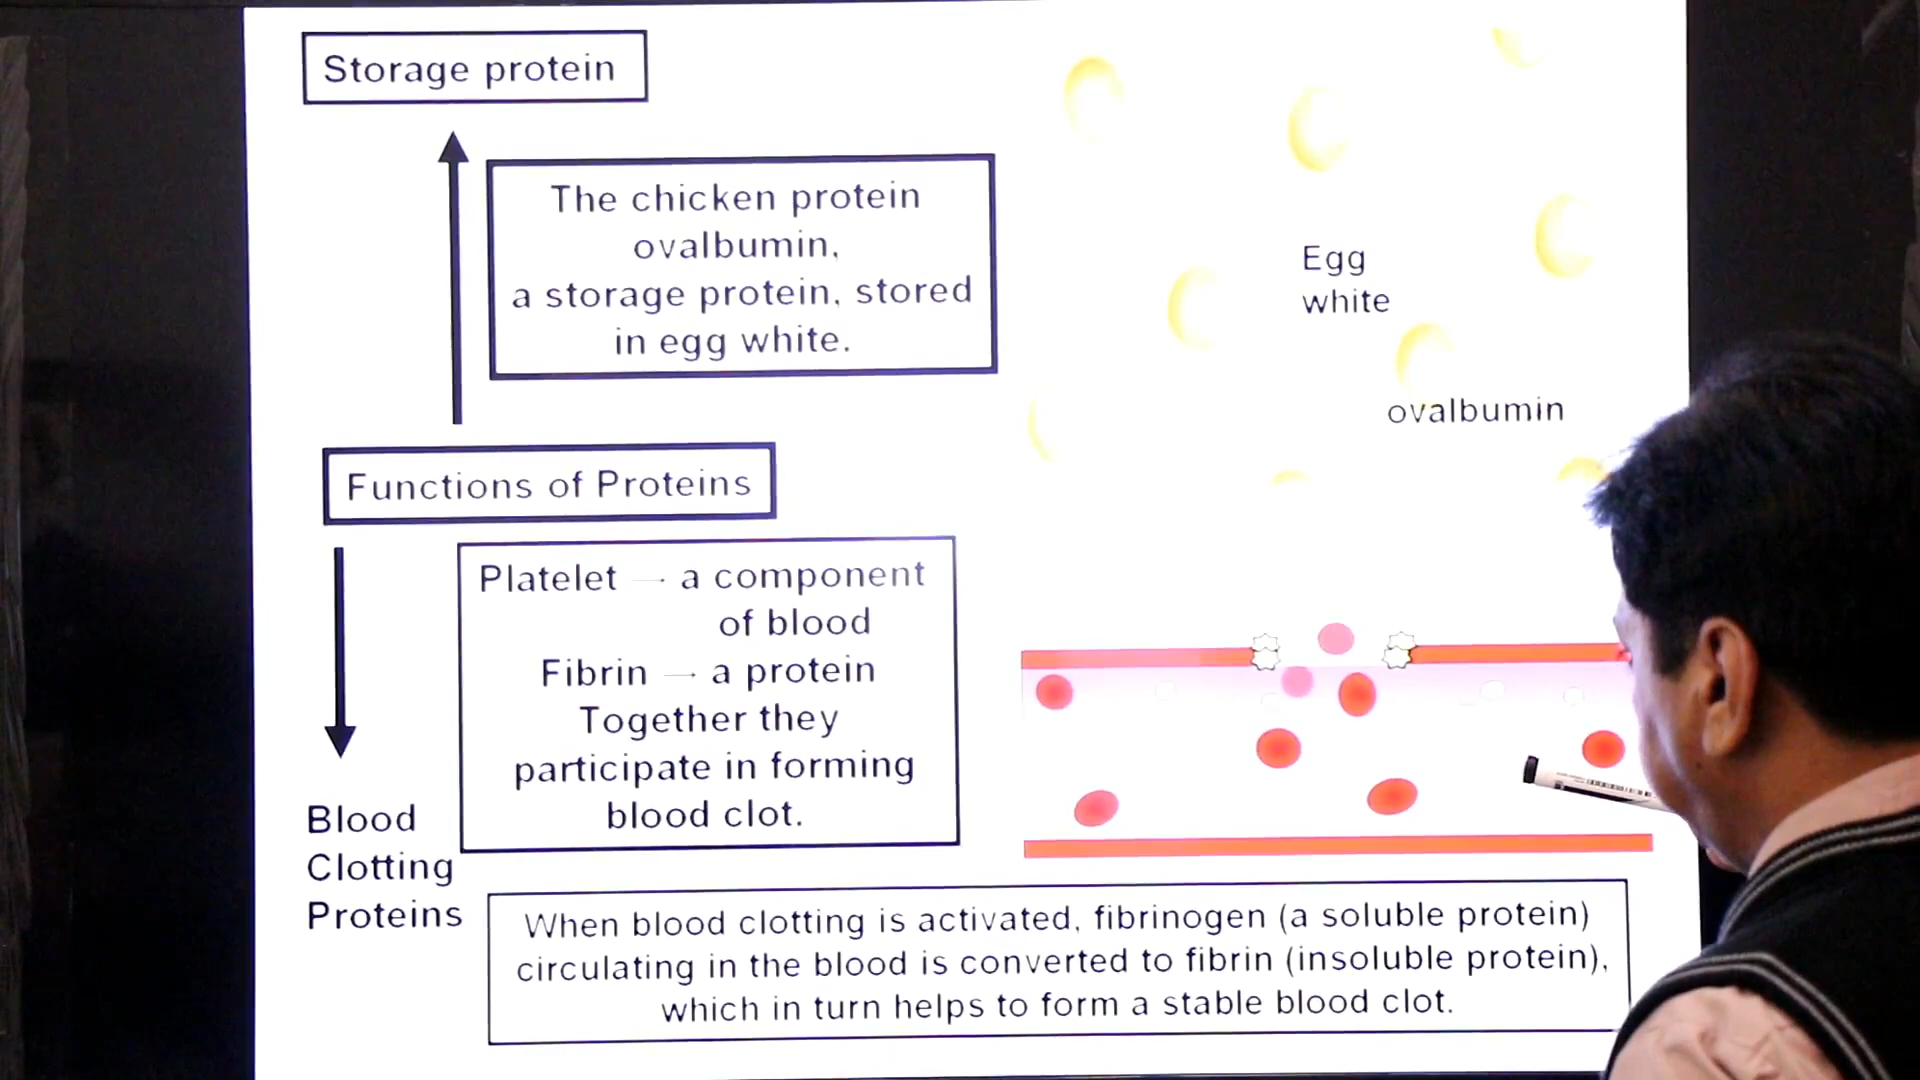 Storage protein
The chicken protein
ovalbumin,
a storage protein, stored
in egg white.
Egg
white
ovalbumin
Functions of Proteins
Platelet → a component
of blood
Fibrin → a protein
Together they
participate in forming
blood clot.
Blood
Clotting
Proteins
When blood clotting is activated, fibrinogen (a soluble protein)
circulating in the blood is converted to fibrin (insoluble protein),
which in turn helps to form a stable blood clot.